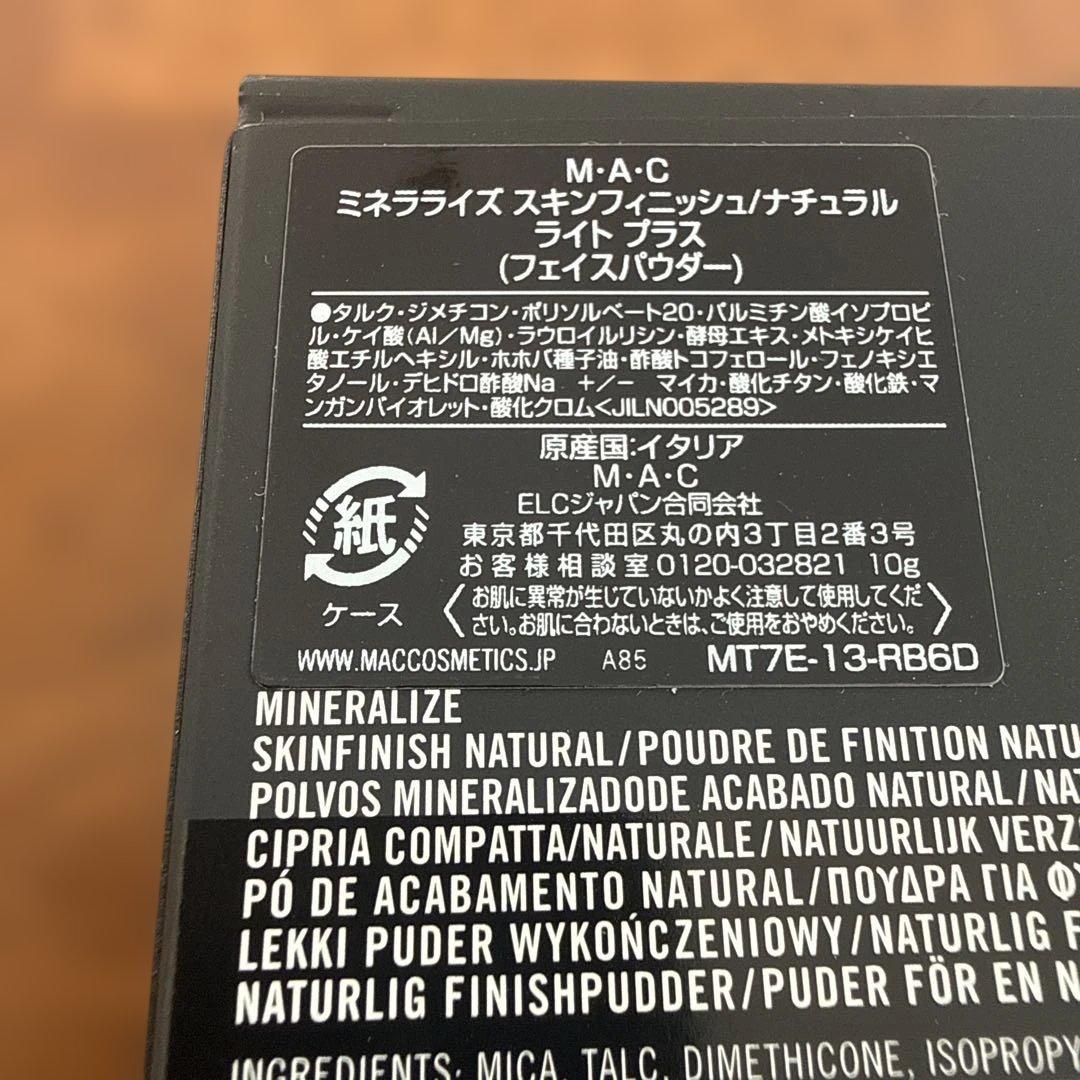 M・A・C
ミネラライズ スキンフィニッシュ/ナチュラル
ライト プラス
(フェイスパウダー)
●タルク・ジメチコン・ポリソルベート20・パルミチン酸イソプロピ
ル・ケイ酸(Al/Mg)・ラウロイルリシン・酵母エキス・メトキシケイヒ
酸エチルヘキシル・ホホバ種子油・酢酸トコフェロール・フェノキシエ
タノール・デヒドロ酢酸Na +/− マイカ・酸化チタン・酸化鉄・マ
ンガンバイオレット・酸化クロム<JILN005289>
原産国:イタリア
M・A・C
ELCジャパン合同会社
東京都千代田区丸の内3丁目2番3号
お客様相談室0120-032821 10g
紙
ケース
〈お肌に異常が生じていないかよく注意して使用してくだ
さい。お肌に合わないときは、ご使用をおやめください。〉
WWW.MACCOSMETICS.JP A85 MT7E-13-RB6D
MINERALIZE
SKINFINISH NATURAL/POUDRE DE FINITION NATU
POLVOS MINERALIZADODE ACABADO NATURAL/NA
CIPRIA COMPATTA/NATURALE/NATUURLIJK VERZ
PÓ DE ACABAMENTO NATURAL/ΠΟΥΔΡΑ ΓΙΑ Φ
LEKKI PUDER WYKOŃCZENIOWY/NATURLIG F
NATURLIG FINISHPUDDER/PUDER FÖR EN N
INGREDIENTS: MICA, TALC, DIMETHICONE, ISOPROPY